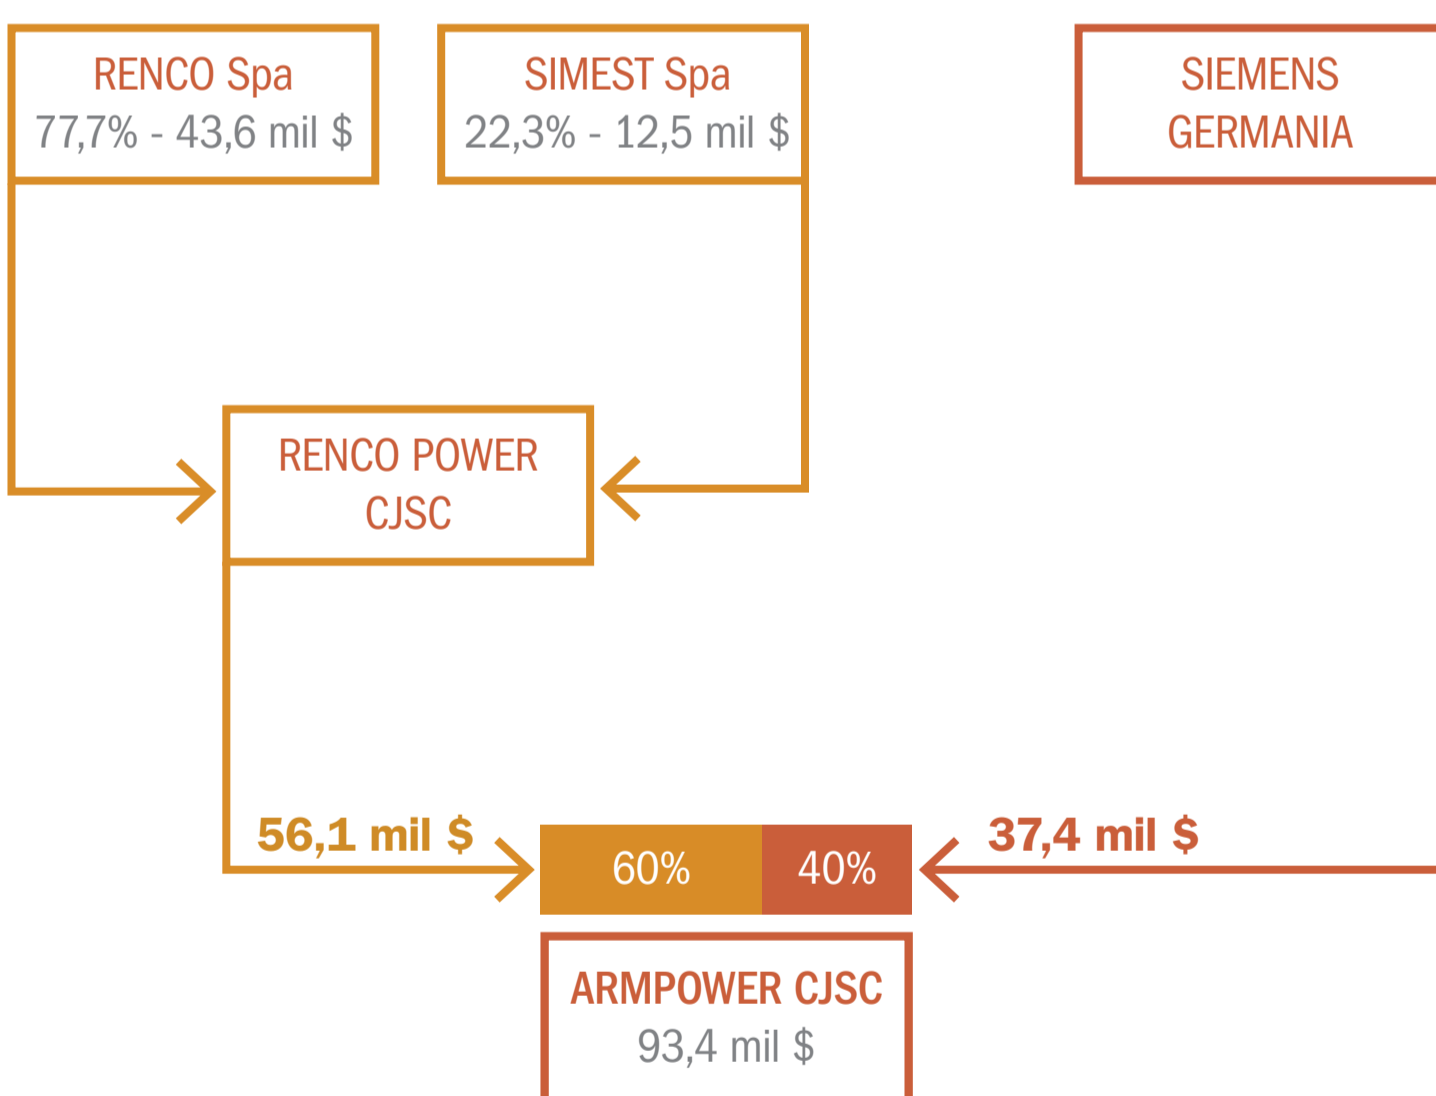 RENCO Spa
77,7% - 43,6 mil $
SIMEST Spa
22,3% - 12,5 mil $
SIEMENS
GERMANIA
RENCO POWER
CJSC
56,1 mil $
60%
40%
37,4 mil $
ARMPOWER CJSC
93,4 mil $